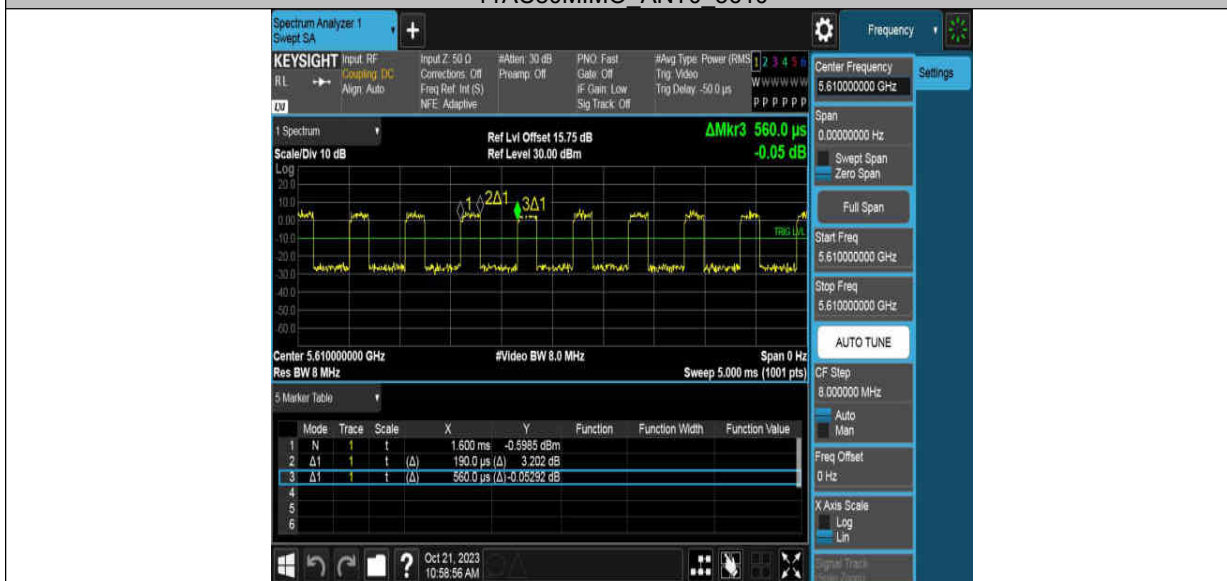 Spectrum Analyzer 1
Swept SA
+
Frequency
KEYSIGHT
RL
Input: RF
Coupling: DC
Align: Auto
Input Z: 50 Ω
Corrections: Off
Freq Ref: Int (S)
NFE: Adaptive
#Atten: 30 dB
Preamp: Off
PNO: Fast
Gate: Off
IF Gain: Low
Sig Track: Off
#Avg Type: Power (RMS
Trig: Video
Trig Delay: -50.0 µs
1 2 3 4 5 6
W W W W W W
P P P P P P
Center Frequency
5.610000000 GHz
Settings
Span
0.00000000 Hz
Swept Span
Zero Span
Full Span
Start Freq
5.610000000 GHz
Stop Freq
5.610000000 GHz
AUTO TUNE
CF Step
8.000000 MHz
Auto
Man
Freq Offset
0 Hz
X Axis Scale
Log
Lin
Signal Track
1 Spectrum
Scale/Div 10 dB
Ref Lvl Offset 15.75 dB
Ref Level 30.00 dBm
ΔMkr3 560.0 µs
-0.05 dB
Log
20.0
10.0
0.00
-10.0
-20.0
-30.0
-40.0
-50.0
-60.0
1
2Δ1
3Δ1
TRIG LVL
Center 5.610000000 GHz
Res BW 8 MHz
#Video BW 8.0 MHz
Span 0 Hz
Sweep 5.000 ms (1001 pts)
5 Marker Table
Mode Trace Scale X Y Function Function Width Function Value
1 N 1 t 1.600 ms -0.5985 dBm
2 Δ1 1 t (Δ) 190.0 µs (Δ) 3.202 dB
3 Δ1 1 t (Δ) 560.0 µs (Δ) -0.05292 dB
4
5
6
?
Oct 21, 2023
10:58:56 AM